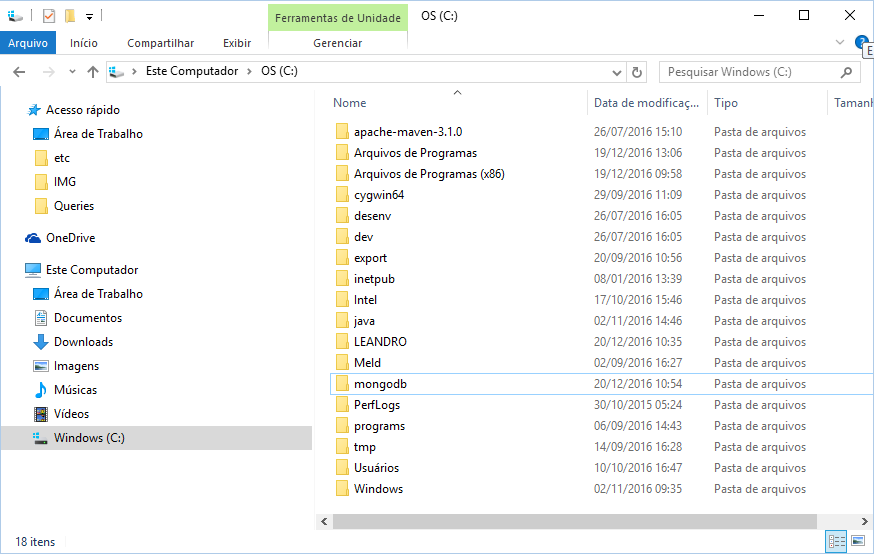 Ferramentas de Unidade OS (C:)
Arquivo Início Compartilhar Exibir Gerenciar ? E
Este Computador OS (C:) Pesquisar Windows (C:)
Acesso rápido
Área de Trabalho
etc
IMG
Queries
OneDrive
Este Computador
Área de Trabalho
Documentos
Downloads
Imagens
Músicas
Vídeos
Windows (C:)
Nome Data de modificaç... Tipo Tamanh
apache-maven-3.1.0 26/07/2016 15:10 Pasta de arquivos
Arquivos de Programas 19/12/2016 13:06 Pasta de arquivos
Arquivos de Programas (x86) 19/12/2016 09:58 Pasta de arquivos
cygwin64 29/09/2016 11:09 Pasta de arquivos
desenv 26/07/2016 16:05 Pasta de arquivos
dev 26/07/2016 16:05 Pasta de arquivos
export 20/09/2016 10:56 Pasta de arquivos
inetpub 08/01/2016 13:39 Pasta de arquivos
Intel 17/10/2016 15:46 Pasta de arquivos
java 02/11/2016 14:46 Pasta de arquivos
LEANDRO 20/12/2016 10:35 Pasta de arquivos
Meld 02/09/2016 16:27 Pasta de arquivos
mongodb 20/12/2016 10:54 Pasta de arquivos
PerfLogs 30/10/2015 05:24 Pasta de arquivos
programs 06/09/2016 14:43 Pasta de arquivos
tmp 14/09/2016 16:28 Pasta de arquivos
Usuários 10/10/2016 16:47 Pasta de arquivos
Windows 02/11/2016 09:35 Pasta de arquivos
18 itens